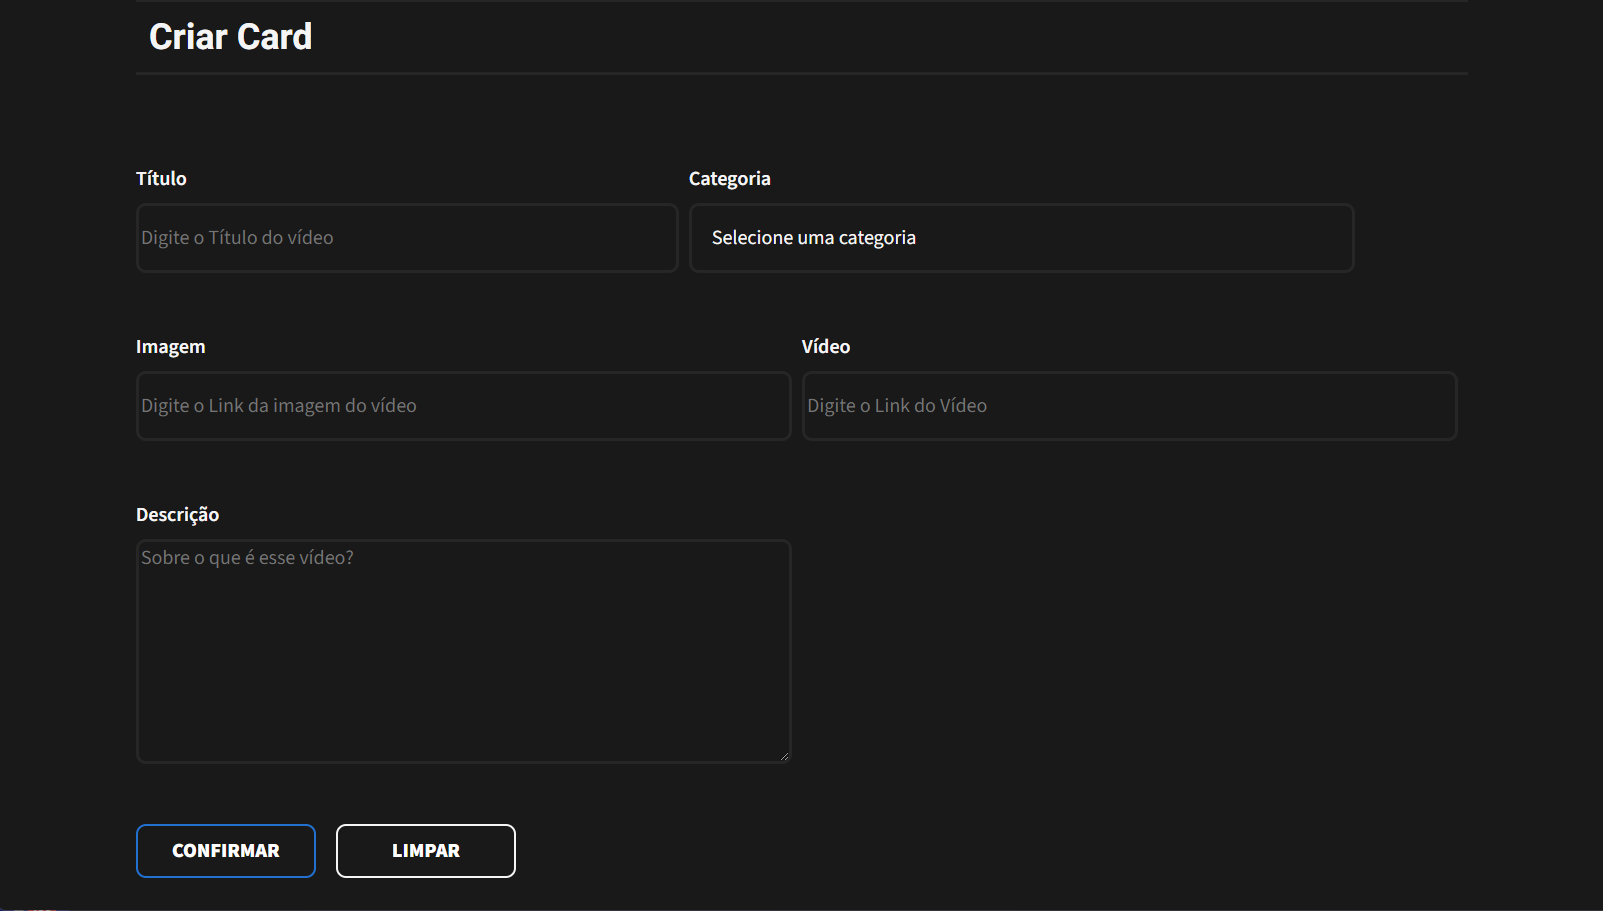 Criar Card
Título
Categoria
Digite o Título do vídeo
Selecione uma categoria
Imagem
Vídeo
Digite o Link da imagem do vídeo
Digite o Link do Vídeo
Descrição
Sobre o que é esse vídeo?
CONFIRMAR
LIMPAR